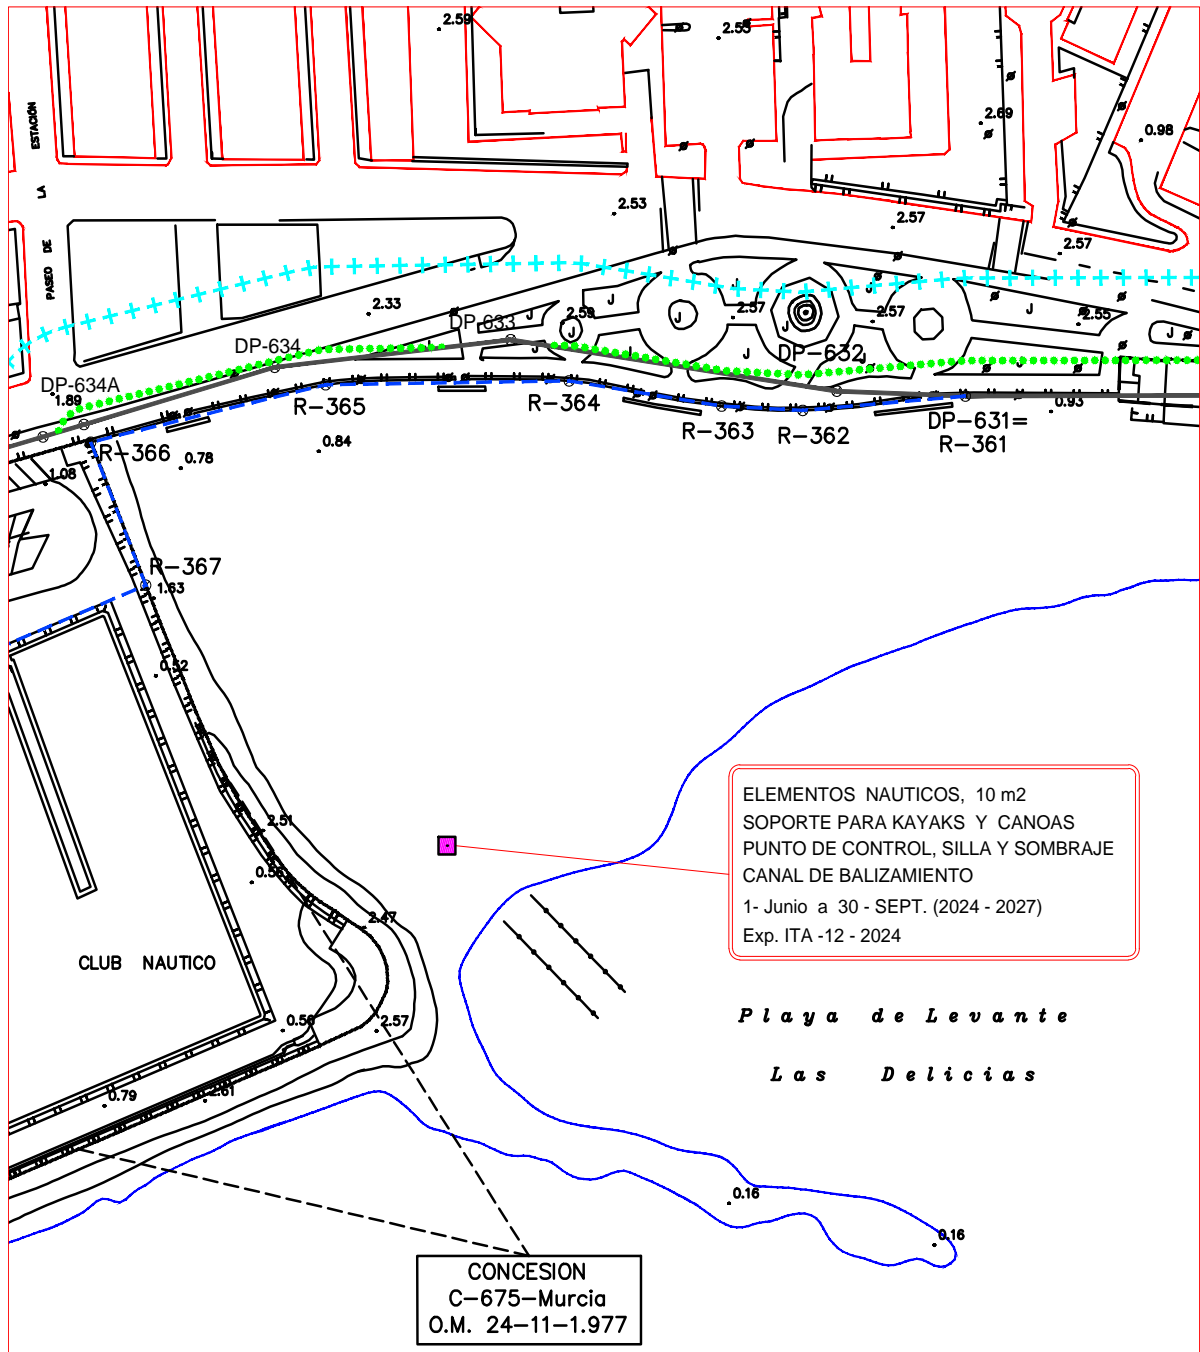 2.59
2.55
ESTACIÓN
2.69
0.98
LA
2.53
2.57
2.57
PASEO DE
2.33
2.59
2.57
2.57
2.55
J
J
J
J
J
J
J
J
DP-633
DP-634
DP-632
DP-634A
1.89
R-365
R-364
R-363
R-362
DP-631=
R-361
0.93
R-366
0.84
0.78
1.08
R-367
1.63
0.52
2.51
0.56
2.47
ELEMENTOS NAUTICOS, 10 m2
SOPORTE PARA KAYAKS Y CANOAS
PUNTO DE CONTROL, SILLA Y SOMBRAJE
CANAL DE BALIZAMIENTO
1- Junio a 30 - SEPT. (2024 - 2027)
Exp. ITA -12 - 2024
CLUB NAUTICO
0.56
2.57
Playa de Levante
Las Delicias
0.79
2.61
0.16
0.16
CONCESION
C-675-Murcia
O.M. 24-11-1.977